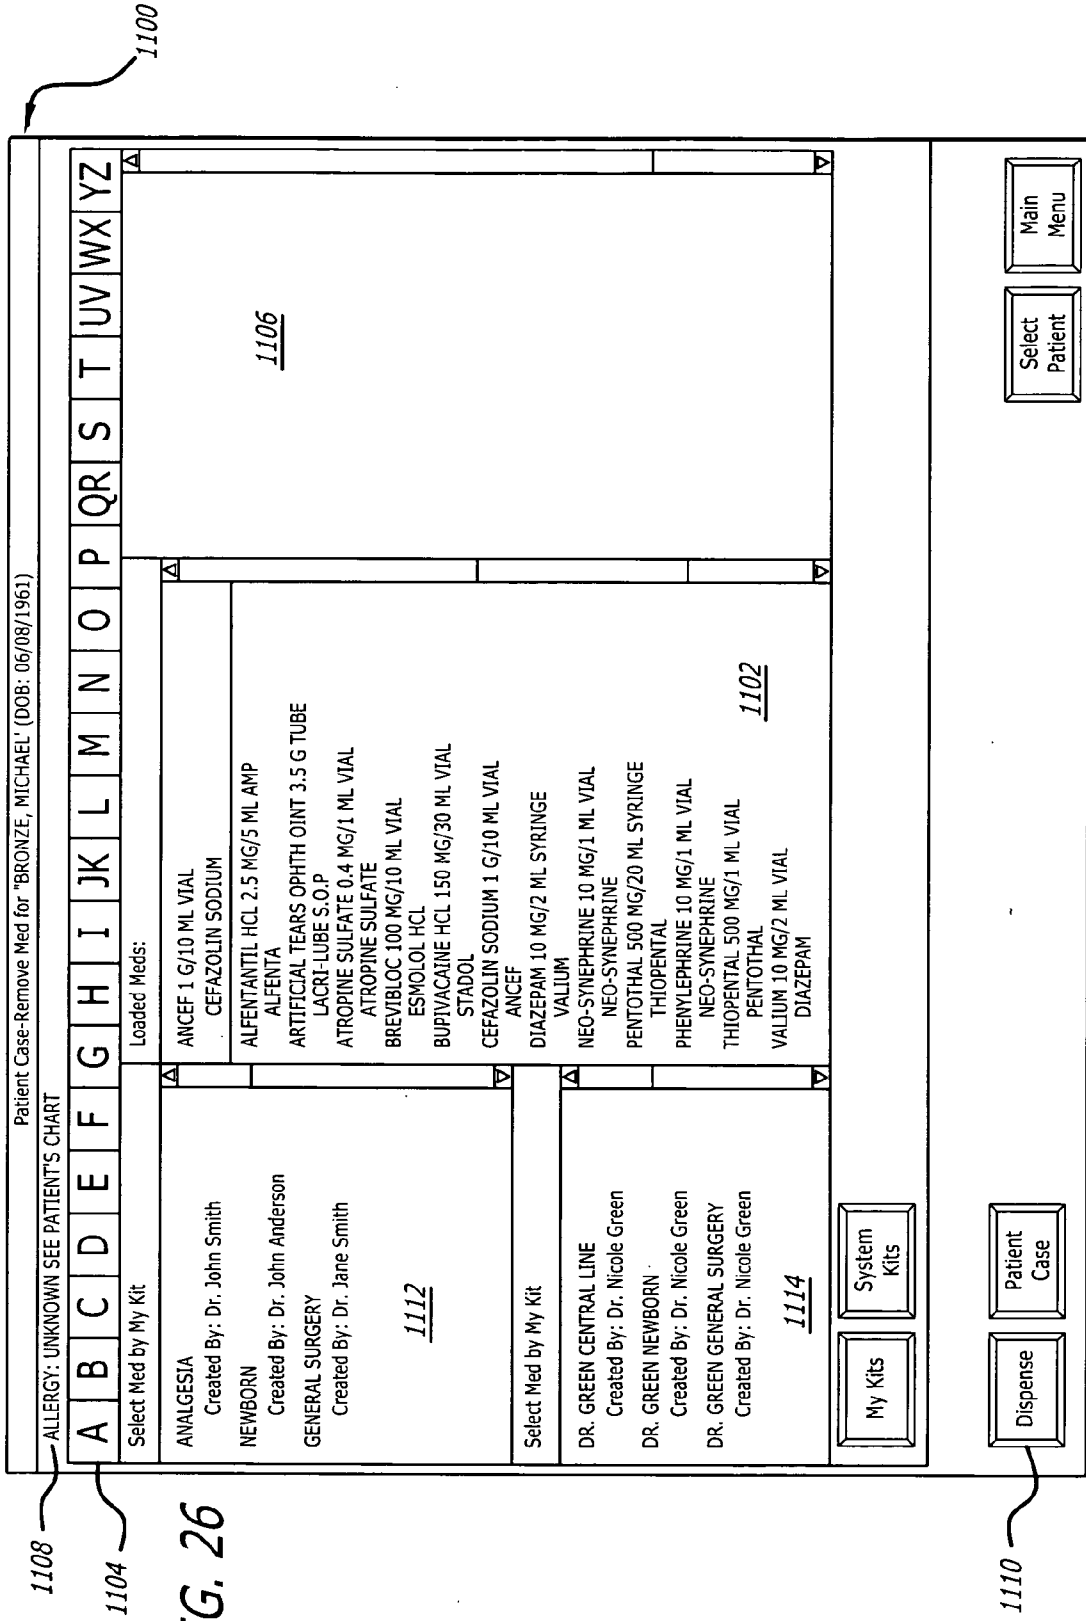 1100
Patient Case-Remove Med for "BRONZE, MICHAEL' (DOB: 06/08/1961)
1108
ALLERGY: UNKNOWN SEE PATIENT'S CHART
1104
A B C D E F G H I JK L M N O P QR S T UV WX YZ
Select Med by My Kit
ANALGESIA
Created By: Dr. John Smith
NEWBORN
Created By: Dr. John Anderson
GENERAL SURGERY
Created By: Dr. Jane Smith
1112
Select Med by My Kit
DR. GREEN CENTRAL LINE
Created By: Dr. Nicole Green
DR. GREEN NEWBORN
Created By: Dr. Nicole Green
DR. GREEN GENERAL SURGERY
Created By: Dr. Nicole Green
1114
Loaded Meds:
ANCEF 1 G/10 ML VIAL
CEFAZOLIN SODIUM
ALFENTANTIL HCL 2.5 MG/5 ML AMP
ALFENTA
ARTIFICIAL TEARS OPHTH OINT 3.5 G TUBE
LACRI-LUBE S.O.P
ATROPINE SULFATE 0.4 MG/1 ML VIAL
ATROPINE SULFATE
BREVIBLOC 100 MG/10 ML VIAL
ESMOLOL HCL
BUPIVACAINE HCL 150 MG/30 ML VIAL
STADOL
CEFAZOLIN SODIUM 1 G/10 ML VIAL
ANCEF
DIAZEPAM 10 MG/2 ML SYRINGE
VALIUM
NEO-SYNEPHRINE 10 MG/1 ML VIAL
NEO-SYNEPHRINE
PENTOTHAL 500 MG/20 ML SYRINGE
THIOPENTAL
PHENYLEPHRINE 10 MG/1 ML VIAL
NEO-SYNEPHRINE
THIOPENTAL 500 MG/1 ML VIAL
PENTOTHAL
VALIUM 10 MG/2 ML VIAL
DIAZEPAM
1102
1106
My Kits
System
Kits
Dispense
Patient
Case
Select
Patient
Main
Menu
1110
G. 26